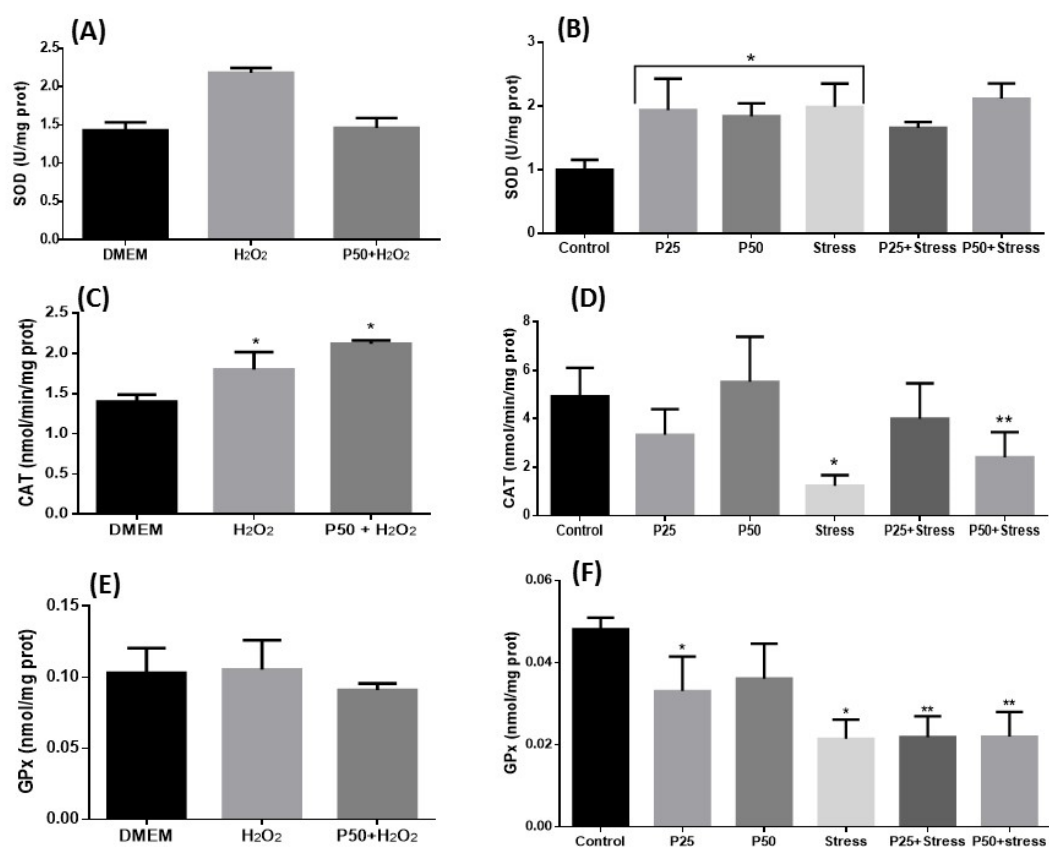 (A)
SOD (U/mg prot)
2.5
2.0
1.5
1.0
0.5
0.0
DMEM H₂O₂ P50+H₂O₂
(B)
*
SOD (U/mg prot)
3
2
1
0
Control P25 P50 Stress P25+Stress P50+Stress
(C)
* *
CAT (nmol/min/mg prot)
2.5
2.0
1.5
1.0
0.5
0.0
DMEM H₂O₂ P50 + H₂O₂
(D)
* **
CAT (nmol/min/mg prot)
8
6
4
2
0
Control P25 P50 Stress P25+Stress P50+Stress
(E)
GPx (nmol/mg prot)
0.15
0.10
0.05
0.00
DMEM H₂O₂ P50+H₂O₂
(F)
* * ** **
GPx (nmol/mg prot)
0.06
0.04
0.02
0.00
Control P25 P50 Stress P25+Stress P50+stress